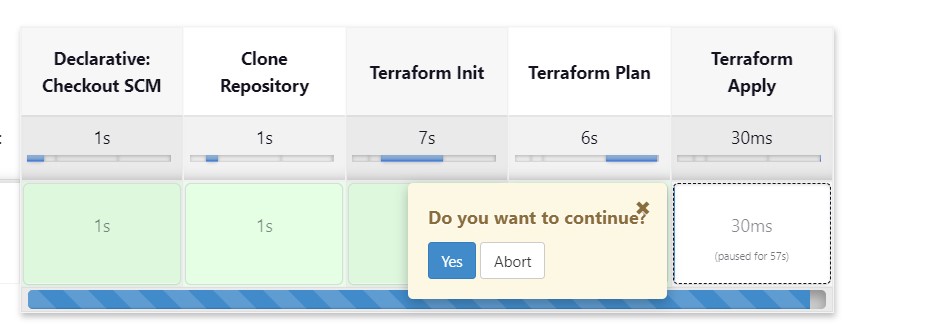 Declarative:
Checkout SCM
Clone
Repository
Terraform Init
Terraform Plan
Terraform
Apply
1s
1s
7s
6s
30ms
1s
1s
Do you want to continue?
✖
Yes
Abort
30ms
(paused for 57s)